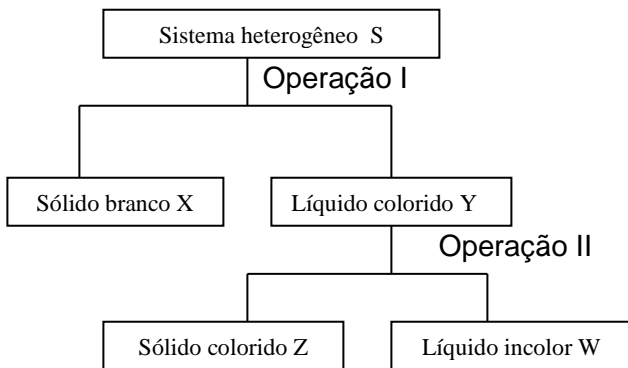 Sistema heterogêneo S
Operação I
Sólido branco X
Líquido colorido Y
Operação II
Sólido colorido Z
Líquido incolor W